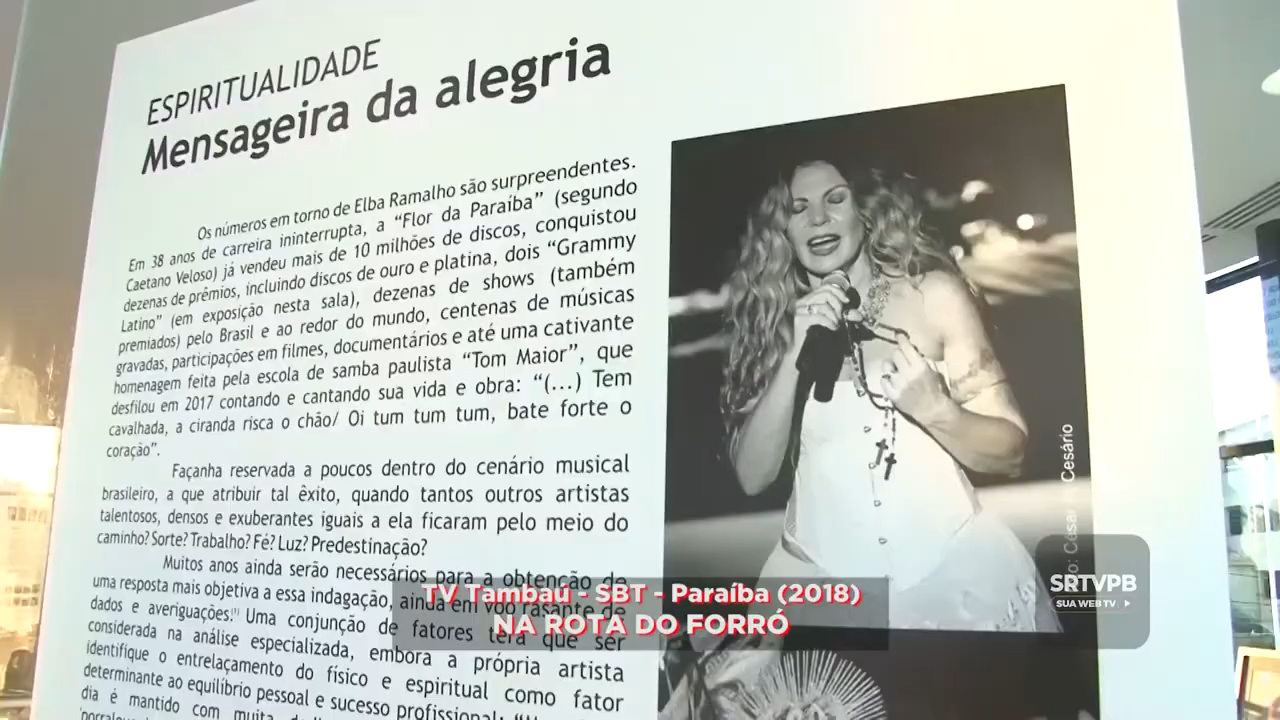 ESPIRITUALIDADE
Mensageira da alegria
Os números em torno de Elba Ramalho são surpreendentes.
Em 38 anos de carreira ininterrupta, a “Flor da Paraíba” (segundo
Caetano Veloso) já vendeu mais de 10 milhões de discos, conquistou
dezenas de prêmios, incluindo discos de ouro e platina, dois “Grammy
Latino” (em exposição nesta sala), dezenas de shows (também
premiados) pelo Brasil e ao redor do mundo, centenas de músicas
gravadas, participações em filmes, documentários e até uma cativante
homenagem feita pela escola de samba paulista “Tom Maior”, que
desfilou em 2017 contando e cantando sua vida e obra: “(...) Tem
cavalhada, a ciranda risca o chão/ Oi tum tum tum, bate forte o
coração”.
Façanha reservada a poucos dentro do cenário musical
brasileiro, a que atribuir tal êxito, quando tantos outros artistas
talentosos, densos e exuberantes iguais a ela ficaram pelo meio do
caminho? Sorte? Trabalho? Fé? Luz? Predestinação?
Muitos anos ainda serão necessários para a obtenção de
uma resposta mais objetiva a essa indagação, ainda em voo rasante de
dados e averiguações.⁽¹⁾ Uma conjunção de fatores terá que ser
considerada na análise especializada, embora a própria artista
identifique o entrelaçamento do físico e espiritual como fator
determinante ao equilíbrio pessoal e sucesso profissional:
dia é mantido com muita
César Cesário
SRTVPB
SUA WEB TV
TV Tambaú - SBT - Paraíba (2018)
NA ROTA DO FORRÓ